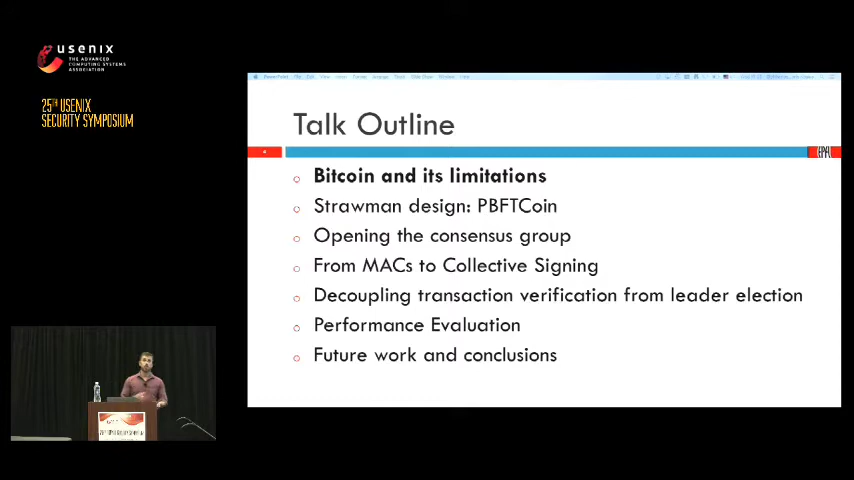 usenix
THE ADVANCED
COMPUTING SYSTEMS
ASSOCIATION
25TH USENIX
SECURITY SYMPOSIUM
Talk Outline
Bitcoin and its limitations
Strawman design: PBFTCoin
Opening the consensus group
From MACs to Collective Signing
Decoupling transaction verification from leader election
Performance Evaluation
Future work and conclusions